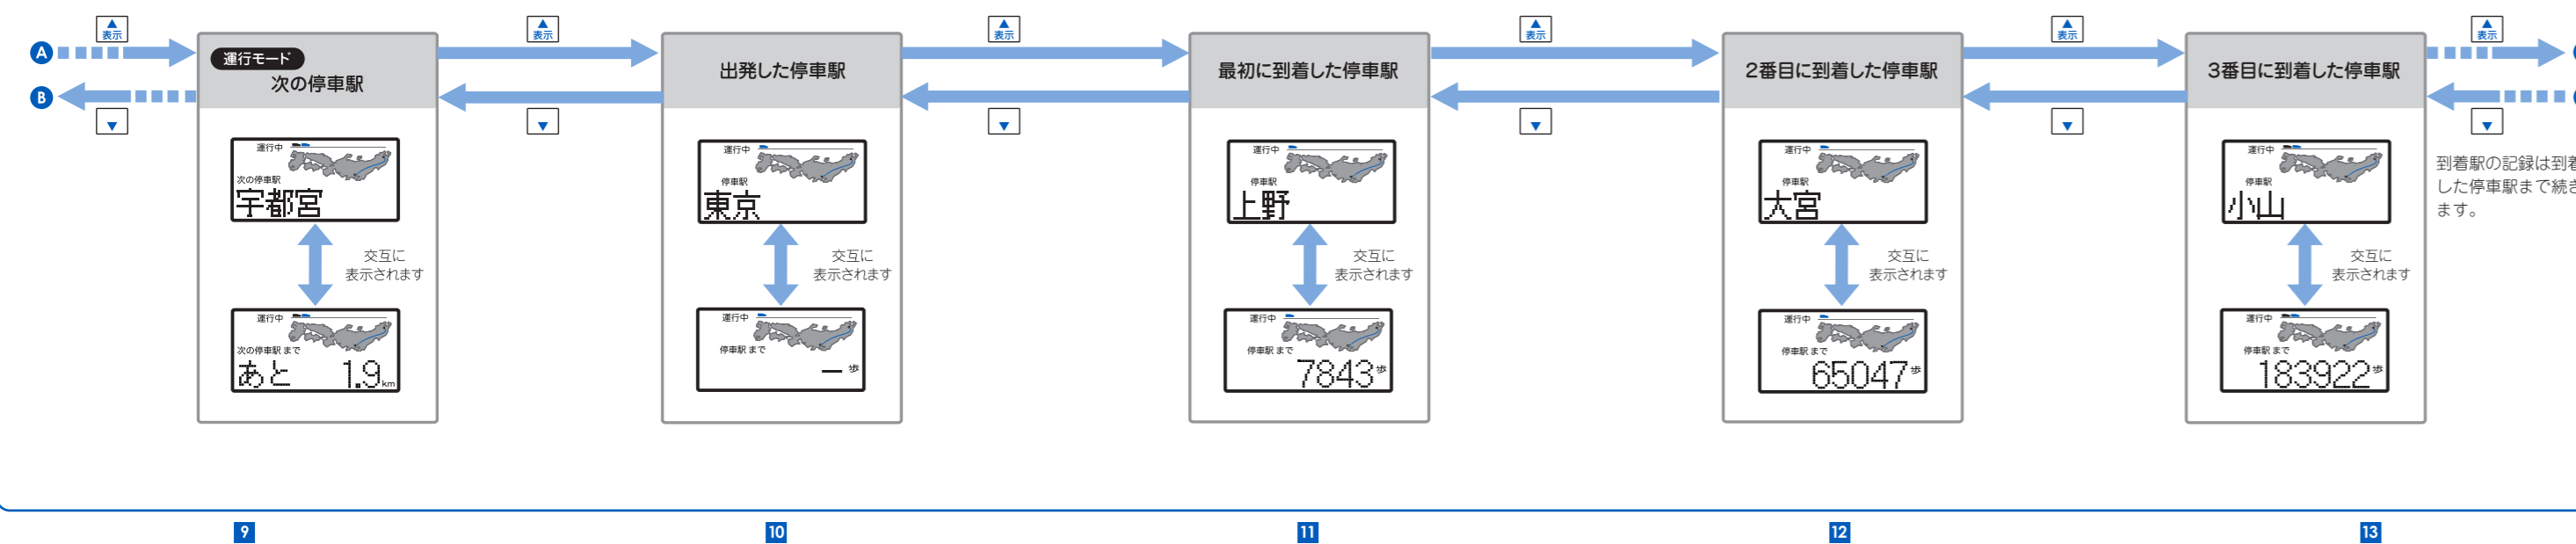 ▲
表示
▲
表示
▲
表示
▲
表示
▲
表示
▲
表示
A
B
▼
▼
▼
▼
▼
▼
運行モード
次の停車駅
運行中
次の停車駅
宇都宮
交互に
表示されます
運行中
次の停車駅 まで
あと 1.9km
出発した停車駅
運行中
停車駅
東京
交互に
表示されます
運行中
停車駅 まで
– 歩
最初に到着した停車駅
運行中
停車駅
上野
交互に
表示されます
運行中
停車駅 まで
7843歩
2番目に到着した停車駅
運行中
停車駅
大宮
交互に
表示されます
運行中
停車駅 まで
65047歩
3番目に到着した停車駅
運行中
停車駅
小山
交互に
表示されます
運行中
停車駅 まで
183922歩
到着駅の記録は到着
した停車駅まで続き
ます。
9
10
11
12
13